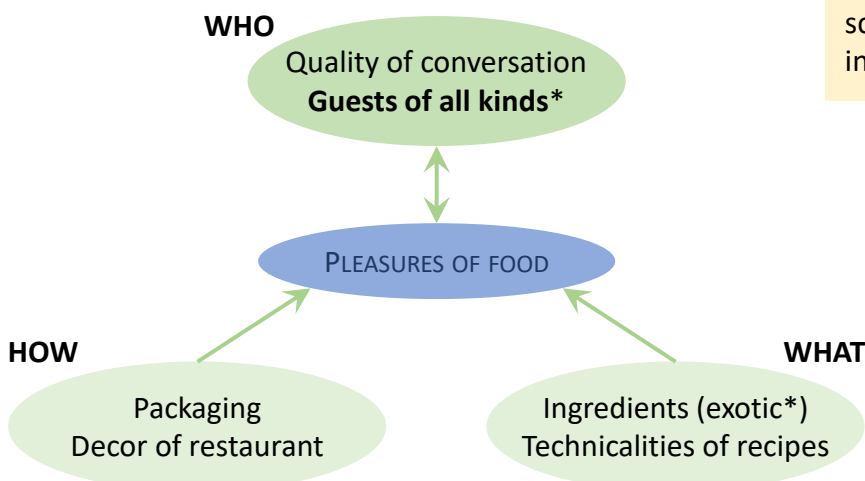 WHO
Quality of conversation
Guests of all kinds*
PLEASURES OF FOOD
HOW
WHAT
Packaging
Decor of restaurant
Ingredients (exotic*)
Technicalities of recipes